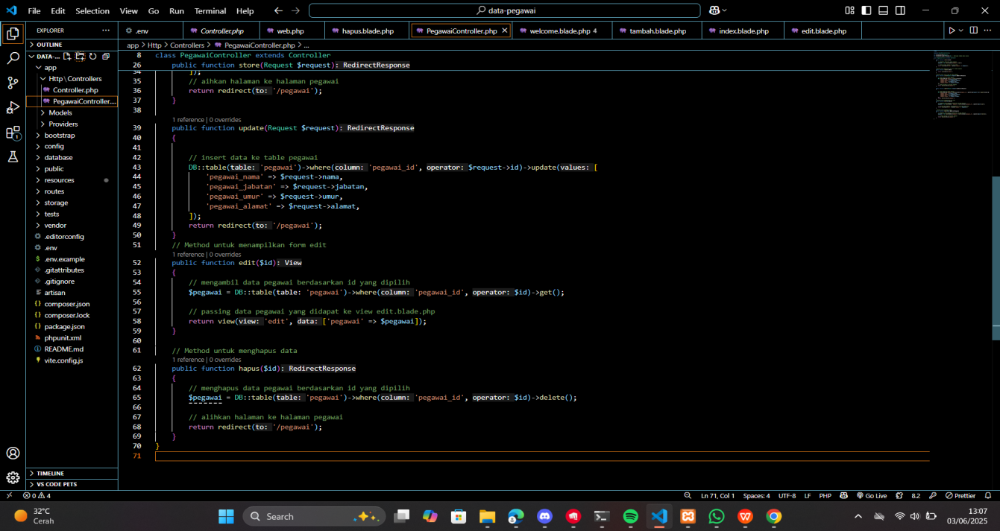 File Edit Selection View Go Run Terminal Help
data-pegawai
EXPLORER
.env
Controller.php
web.php
hapus.blade.php
PegawaiController.php
welcome.blade.php 4
tambah.blade.php
index.blade.php
edit.blade.php
OUTLINE
DATA-...
app
Http\Controllers
Controller.php
PegawaiController....
Models
Providers
bootstrap
config
database
public
resources
routes
storage
tests
vendor
.editorconfig
.env
.env.example
.gitattributes
.gitignore
artisan
composer.json
composer.lock
package.json
phpunit.xml
README.md
vite.config.js
TIMELINE
VS CODE PETS
1
app > Http > Controllers > PegawaiController.php > ...
8 class PegawaiController extends Controller
26 public function store(Request $request): RedirectResponse
34 ]);
35 // aihkan halaman ke halaman pegawai
36 return redirect(to: '/pegawai');
37 }
38
1 reference | 0 overrides
39 public function update(Request $request): RedirectResponse
40 {
41
42 // insert data ke table pegawai
43 DB::table(table: 'pegawai')->where(column: 'pegawai_id', operator: $request->id)->update(values: [
44 'pegawai_nama' => $request->nama,
45 'pegawai_jabatan' => $request->jabatan,
46 'pegawai_umur' => $request->umur,
47 'pegawai_alamat' => $request->alamat,
48 ]);
49 return redirect(to: '/pegawai');
50 }
51 // Method untuk menampilkan form edit
1 reference | 0 overrides
52 public function edit($id): View
53 {
54 // mengambil data pegawai berdasarkan id yang dipilih
55 $pegawai = DB::table(table: 'pegawai')->where(column: 'pegawai_id', operator: $id)->get();
56
57 // passing data pegawai yang didapat ke view edit.blade.php
58 return view(view: 'edit', data: ['pegawai' => $pegawai]);
59 }
60
61 // Method untuk menghapus data
1 reference | 0 overrides
62 public function hapus($id): RedirectResponse
63 {
64 // menghapus data pegawai berdasarkan id yang dipilih
65 $pegawai = DB::table(table: 'pegawai')->where(column: 'pegawai_id', operator: $id)->delete();
66
67 // alihkan halaman ke halaman pegawai
68 return redirect(to: '/pegawai');
69 }
70 }
71
0 4
Ln 71, Col 1 Spaces: 4 UTF-8 LF PHP Go Live 8.2 Prettier
32°C
Cerah
Search
13:07
03/06/2025